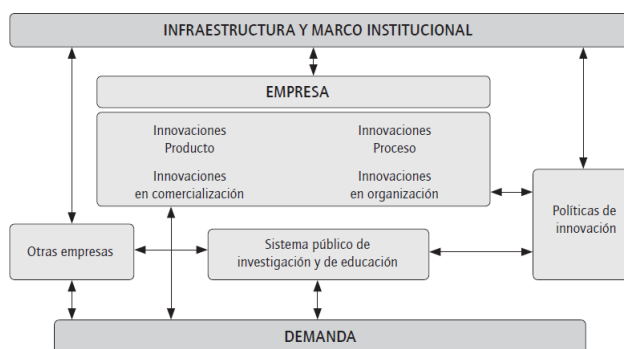 INFRAESTRUCTURA Y MARCO INSTITUCIONAL
EMPRESA
Innovaciones
Producto
Innovaciones
Proceso
Innovaciones
en comercialización
Innovaciones
en organización
Políticas de
innovación
Otras empresas
Sistema público de
investigación y de educación
DEMANDA